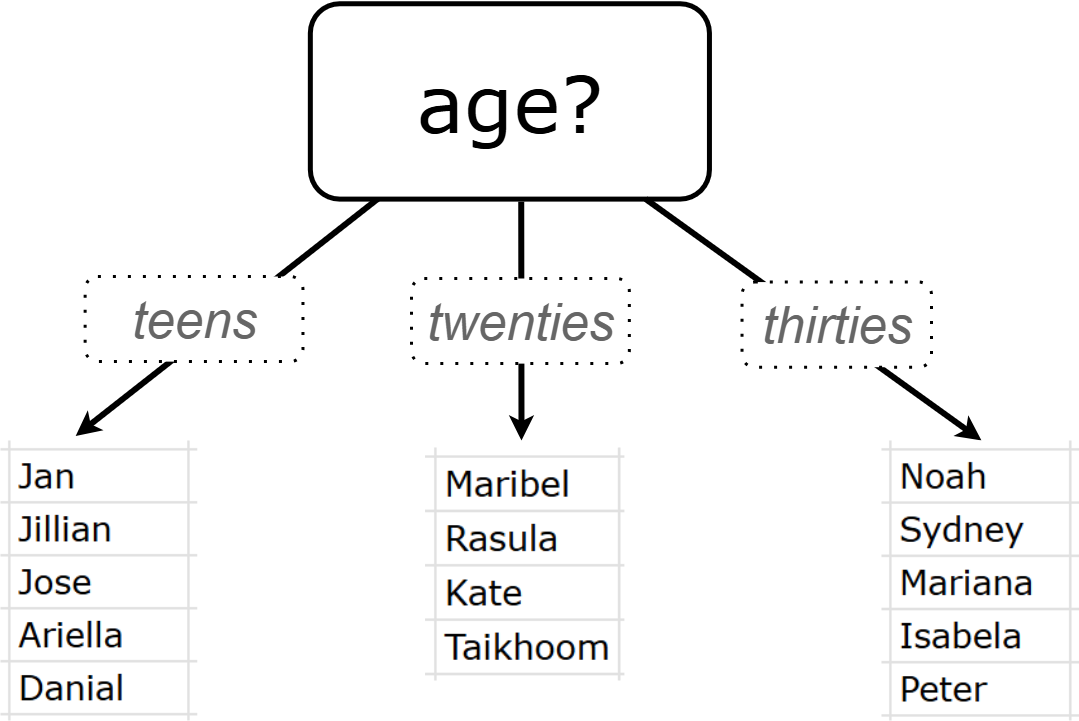 age?
teens
twenties
thirties
Jan
Jillian
Jose
Ariella
Danial
Maribel
Rasula
Kate
Taikhoom
Noah
Sydney
Mariana
Isabela
Peter